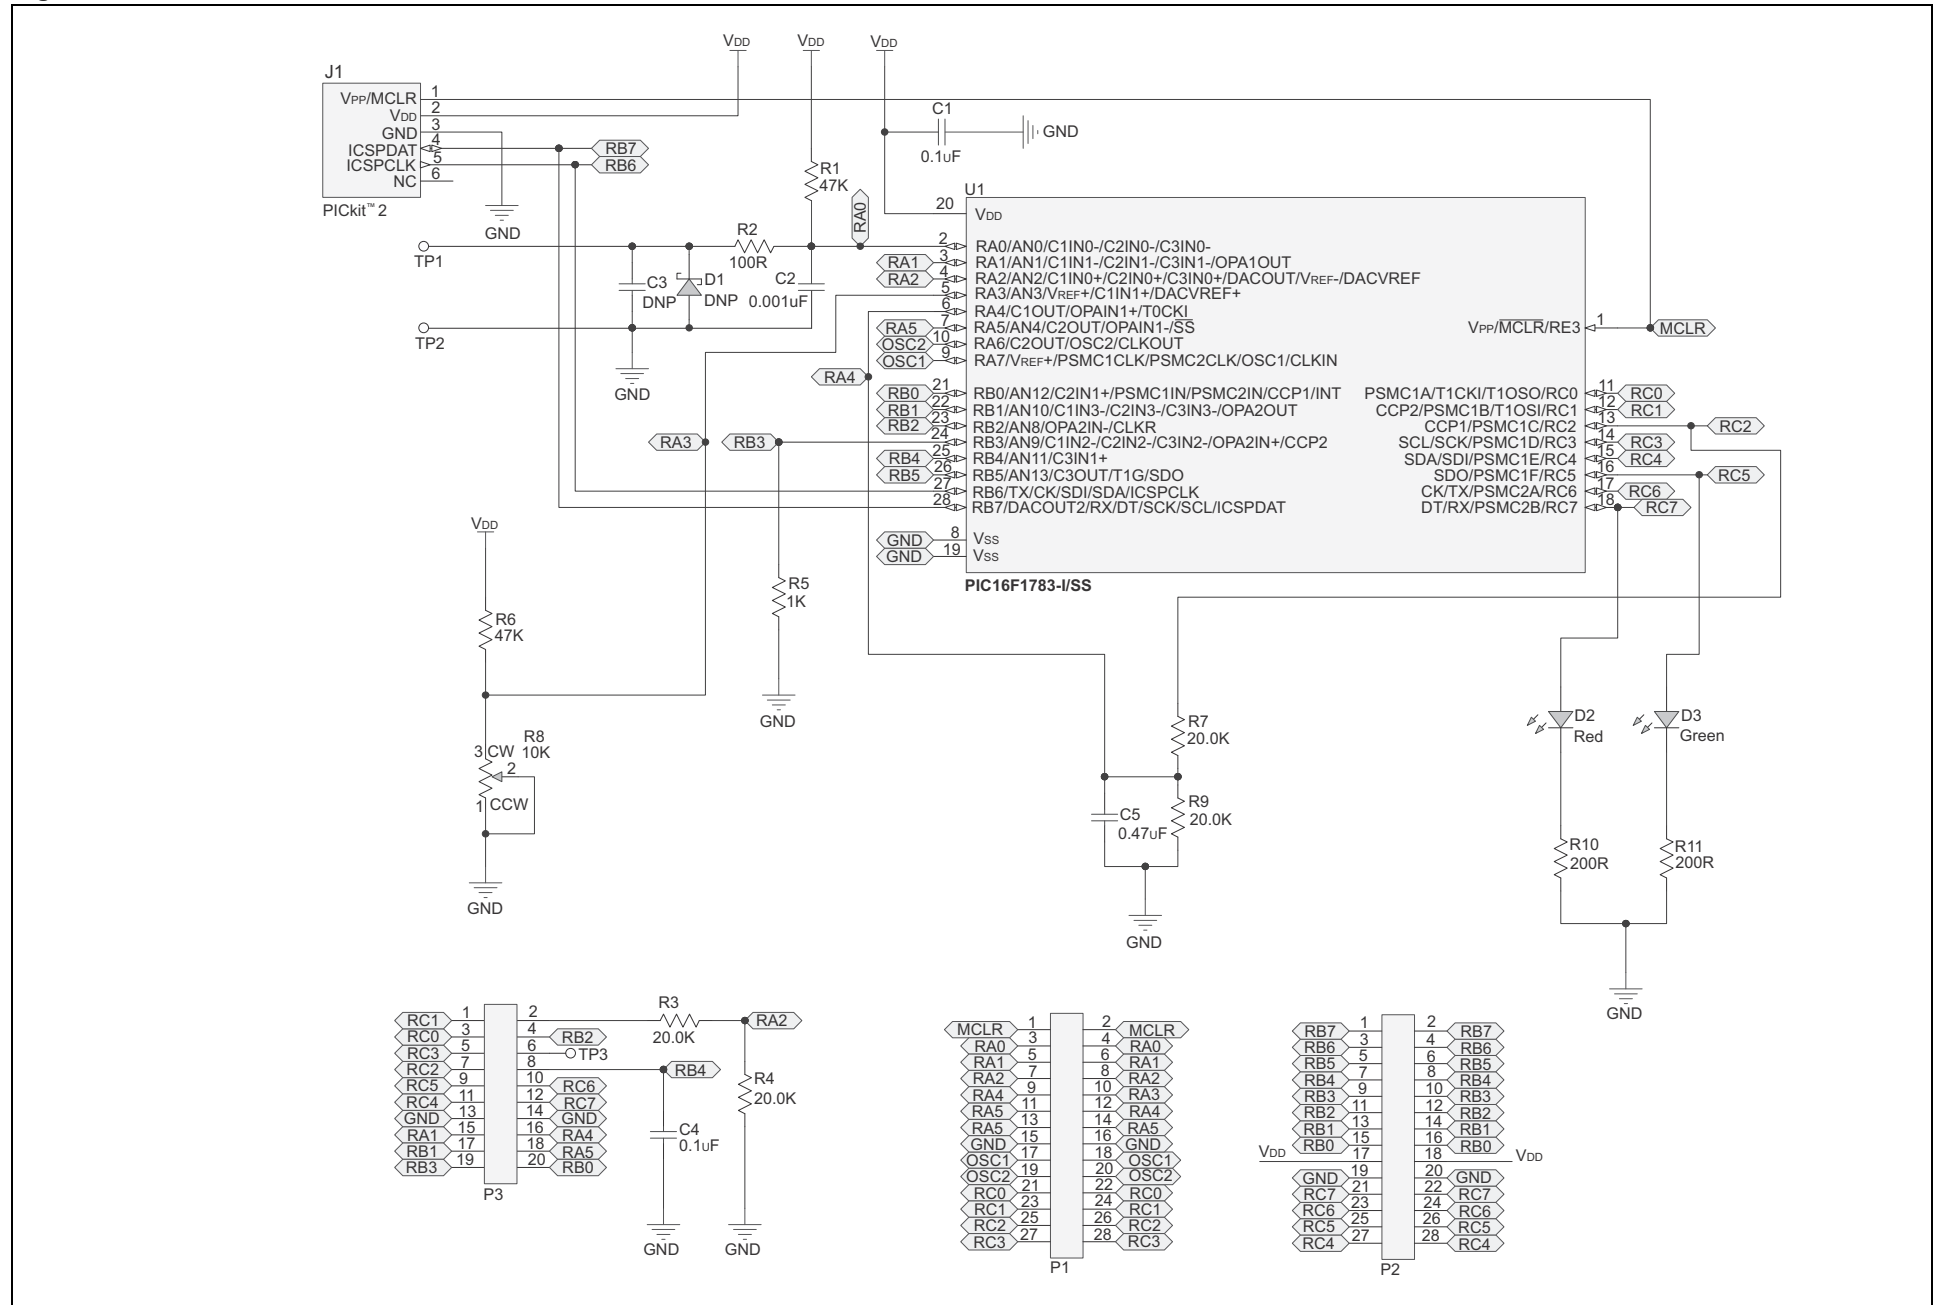 VDD VDD VDD
J1
VPP/MCLR 1
VDD 2
GND 3
ICSPDAT 4 RB7
ICSPCLK 5 RB6
NC 6
PICkit™ 2
GND
C1
0.1uF
GND
R1
47K
RA0
R2
100R
TP1
C3
DNP
D1
DNP
C2
0.001uF
TP2
GND
U1
20 VDD
2 RA0/AN0/C1IN0-/C2IN0-/C3IN0-
RA1 3 RA1/AN1/C1IN1-/C2IN1-/C3IN1-/OPA1OUT
RA2 4 RA2/AN2/C1IN0+/C2IN0+/C3IN0+/DACOUT/VREF-/DACVREF
5 RA3/AN3/VREF+/C1IN1+/DACVREF+
6 RA4/C1OUT/OPAIN1+/T0CKI
RA5 7 RA5/AN4/C2OUT/OPAIN1-/SS
OSC2 10 RA6/C2OUT/OSC2/CLKOUT
OSC1 9 RA7/VREF+/PSMC1CLK/PSMC2CLK/OSC1/CLKIN
RA4
RB0 21 RB0/AN12/C2IN1+/PSMC1IN/PSMC2IN/CCP1/INT
RB1 22 RB1/AN10/C1IN3-/C2IN3-/C3IN3-/OPA2OUT
RB2 23 RB2/AN8/OPA2IN-/CLKR
RA3 RB3 24 RB3/AN9/C1IN2-/C2IN2-/C3IN2-/OPA2IN+/CCP2
RB4 25 RB4/AN11/C3IN1+
RB5 26 RB5/AN13/C3OUT/T1G/SDO
27 RB6/TX/CK/SDI/SDA/ICSPCLK
28 RB7/DACOUT2/RX/DT/SCK/SCL/ICSPDAT
GND 8 VSS
GND 19 VSS
PIC16F1783-I/SS
VPP/MCLR/RE3 1 MCLR
PSMC1A/T1CKI/T1OSO/RC0 11 RC0
CCP2/PSMC1B/T1OSI/RC1 12 RC1
CCP1/PSMC1C/RC2 13 RC2
SCL/SCK/PSMC1D/RC3 14 RC3
SDA/SDI/PSMC1E/RC4 15 RC4
SDO/PSMC1F/RC5 16 RC5
CK/TX/PSMC2A/RC6 17 RC6
DT/RX/PSMC2B/RC7 18 RC7
VDD
R6
47K
R5
1K
GND
3 CW R8
10K
2
1 CCW
GND
R7
20.0K
R9
20.0K
C5
0.47uF
GND
D2
Red
D3
Green
R10
200R
R11
200R
GND
RC1 1 2
RC0 3 4 RB2
RC3 5 6 TP3
RC2 7 8 RB4
RC5 9 10 RC6
RC4 11 12 RC7
GND 13 14 GND
RA1 15 16 RA4
RB1 17 18 RA5
RB3 19 20 RB0
P3
R3
20.0K
RA2
R4
20.0K
C4
0.1uF
GND GND
MCLR 1 2 MCLR
RA0 3 4 RA0
RA1 5 6 RA1
RA2 7 8 RA2
RA4 9 10 RA3
RA5 11 12 RA4
RA5 13 14 RA5
GND 15 16 GND
OSC1 17 18 OSC1
OSC2 19 20 OSC2
RC0 21 22 RC0
RC1 23 24 RC1
RC2 25 26 RC2
RC3 27 28 RC3
P1
RB7 1 2 RB7
RB6 3 4 RB6
RB5 5 6 RB5
RB4 7 8 RB4
RB3 9 10 RB3
RB2 11 12 RB2
RB1 13 14 RB1
RB0 15 16 RB0
VDD 17 18 VDD
GND 19 20 GND
RC7 21 22 RC7
RC6 23 24 RC6
RC5 25 26 RC5
RC4 27 28 RC4
P2